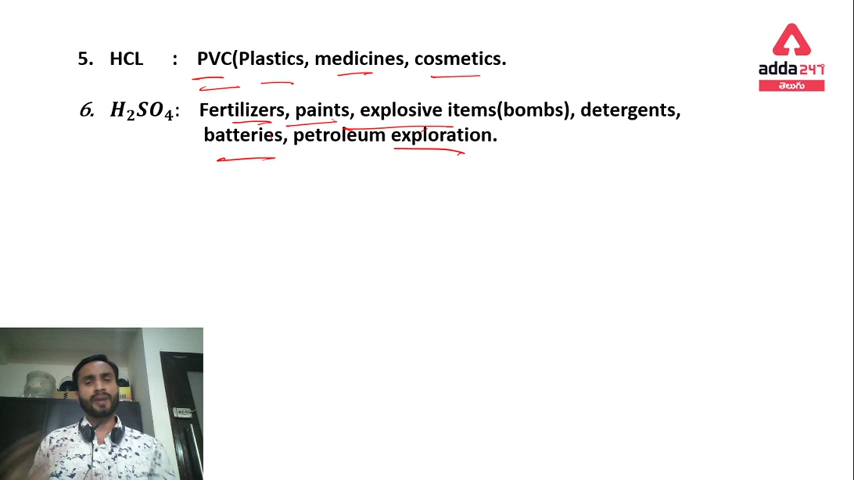 5. HCL : PVC(Plastics, medicines, cosmetics.
adda247
తెలుగు
6. H₂SO₄: Fertilizers, paints, explosive items(bombs), detergents,
batteries, petroleum exploration.